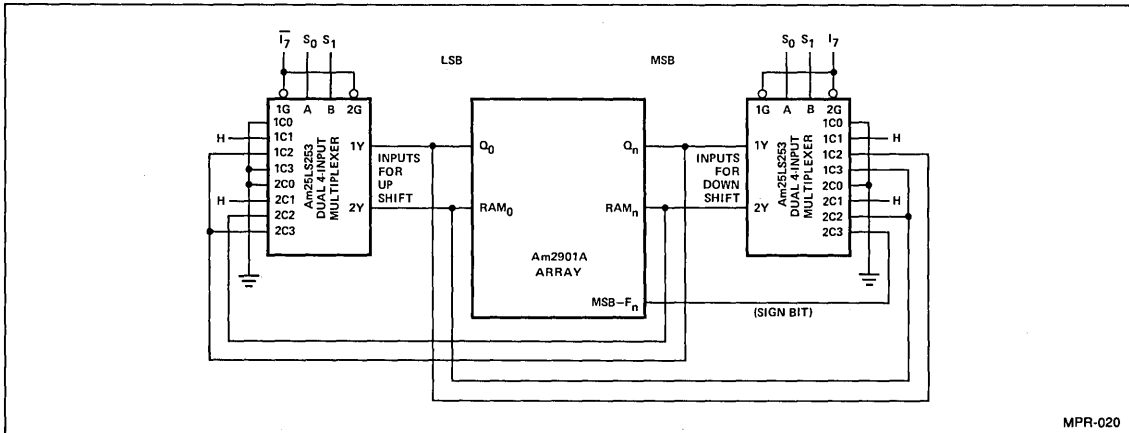 I̅7 S0 S1
LSB
MSB
S0 S1 I7
1G A B 2G
1C0
H 1C1
1C2
1C3
2C0
H 2C1
2C2
2C3
Am25LS253
DUAL 4-INPUT
MULTIPLEXER
1Y
2Y
INPUTS
FOR
UP
SHIFT
Q0
RAM0
Qn
RAMn
Am2901A
ARRAY
MSB–Fn
(SIGN BIT)
INPUTS
FOR
DOWN
SHIFT
1G A B 2G
1Y
2Y
Am25LS253
DUAL 4-INPUT
MULTIPLEXER
1C0
1C1 H
1C2
1C3
2C0
2C1 H
2C2
2C3
MPR-020